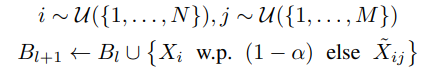 i ∼ 𝒰({1, . . . , N}), j ∼ 𝒰({1, . . . , M})
B_{l+1} ← B_l ∪ {X_i w.p. (1 − α) else X̃_{ij}}